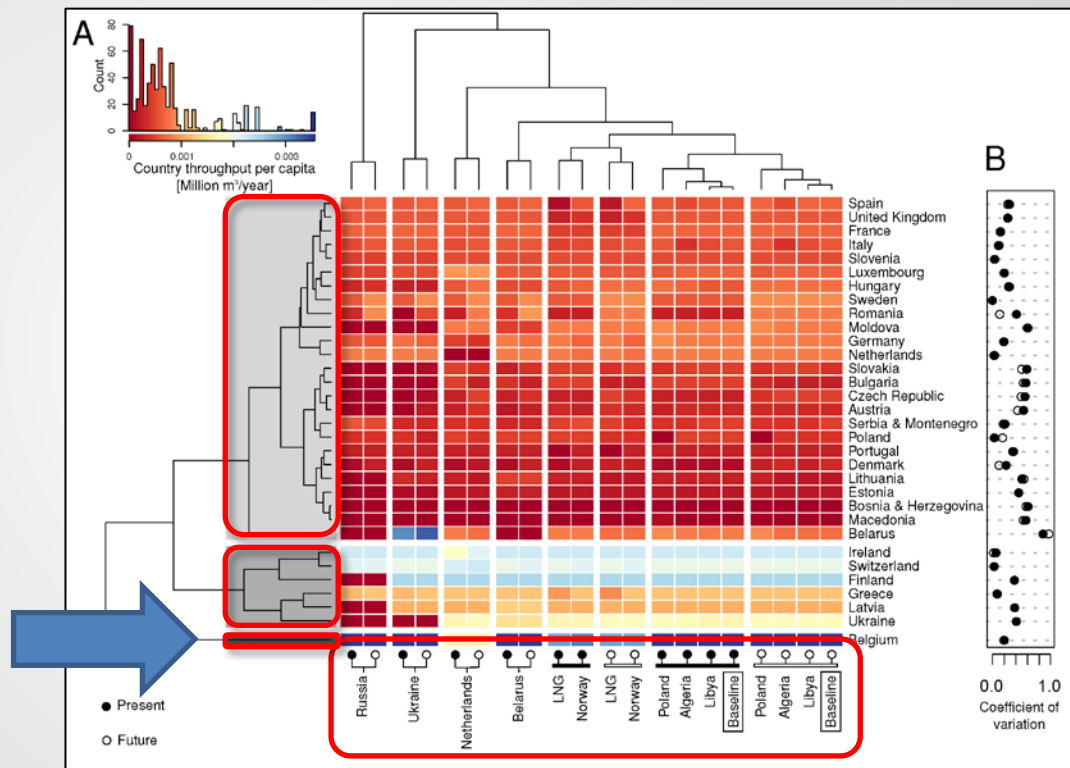 A
80
60
40
20
0
Count
0
0.001
0.003
Country throughput per capita
[Million m³/year]
B
Spain
United Kingdom
France
Italy
Slovenia
Luxembourg
Hungary
Sweden
Romania
Moldova
Germany
Netherlands
Slovakia
Bulgaria
Czech Republic
Austria
Serbia & Montenegro
Poland
Portugal
Denmark
Lithuania
Estonia
Bosnia & Herzegovina
Macedonia
Belarus
Ireland
Switzerland
Finland
Greece
Latvia
Ukraine
Belgium
Russia
Ukraine
Netherlands
Belarus
LNG
Norway
LNG
Norway
Poland
Algeria
Libya
Baseline
Poland
Algeria
Libya
Baseline
Present
Future
0.0
1.0
Coefficient of
variation